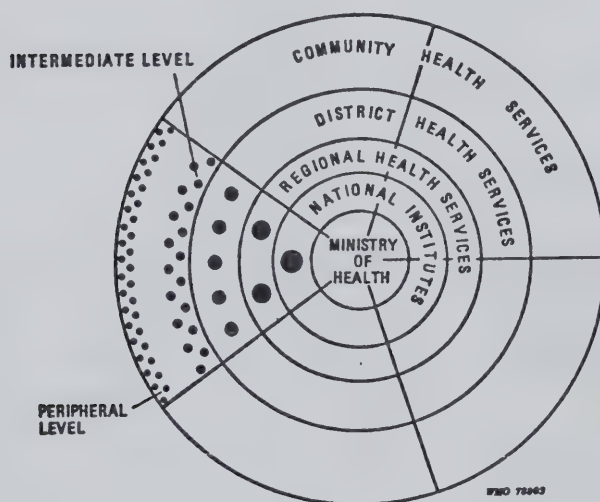 COMMUNITY HEALTH SERVICES
INTERMEDIATE LEVEL
DISTRICT HEALTH SERVICES
REGIONAL HEALTH SERVICES
NATIONAL INSTITUTES
MINISTRY
OF
HEALTH
PERIPHERAL
LEVEL
WHO 78963